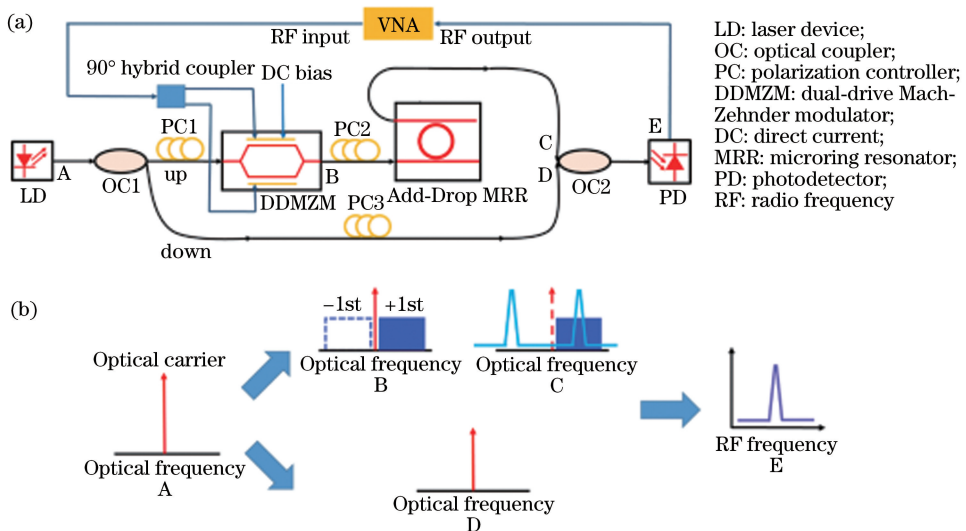 (a)
VNA
RF input
RF output
90° hybrid coupler
DC bias
PC1
PC2
LD
A
OC1
up
DDMZM
B
Add-Drop MRR
C
D
OC2
E
PD
PC3
down
LD: laser device;
OC: optical coupler;
PC: polarization controller;
DDMZM: dual-drive Mach-
Zehnder modulator;
DC: direct current;
MRR: microring resonator;
PD: photodetector;
RF: radio frequency
(b)
Optical carrier
Optical frequency
A
−1st
+1st
Optical frequency
B
Optical frequency
C
Optical frequency
D
RF frequency
E